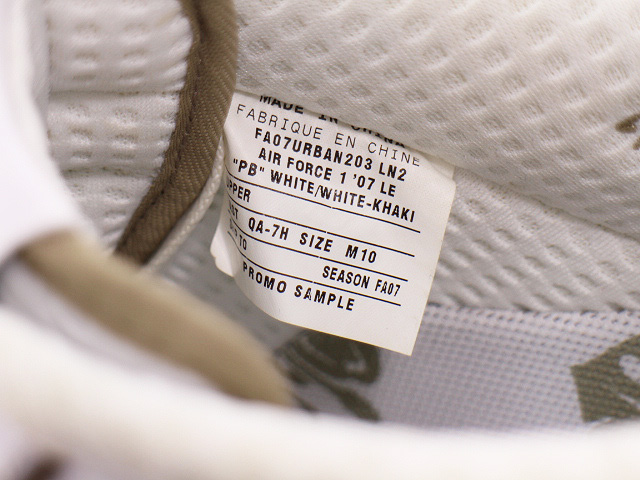 MADE IN CHINA
FABRIQUE EN CHINE
FA07URBAN203 LN2
AIR FORCE 1 '07 LE
"PB" WHITE/WHITE-KHAKI
QA-7H SIZE M10
SEASON FA07
PROMO SAMPLE